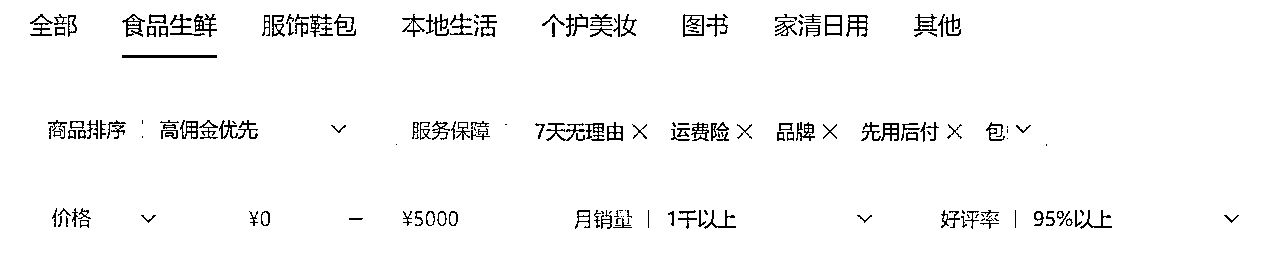 全部 食品生鲜 服饰鞋包 本地生活 个护美妆 图书 家清日用 其他
商品排序 高佣金优先 服务保障 7天无理由 × 运费险 × 品牌 × 先用后付 × 包
价格 ¥0 — ¥5000 月销量 | 1千以上 好评率 | 95%以上